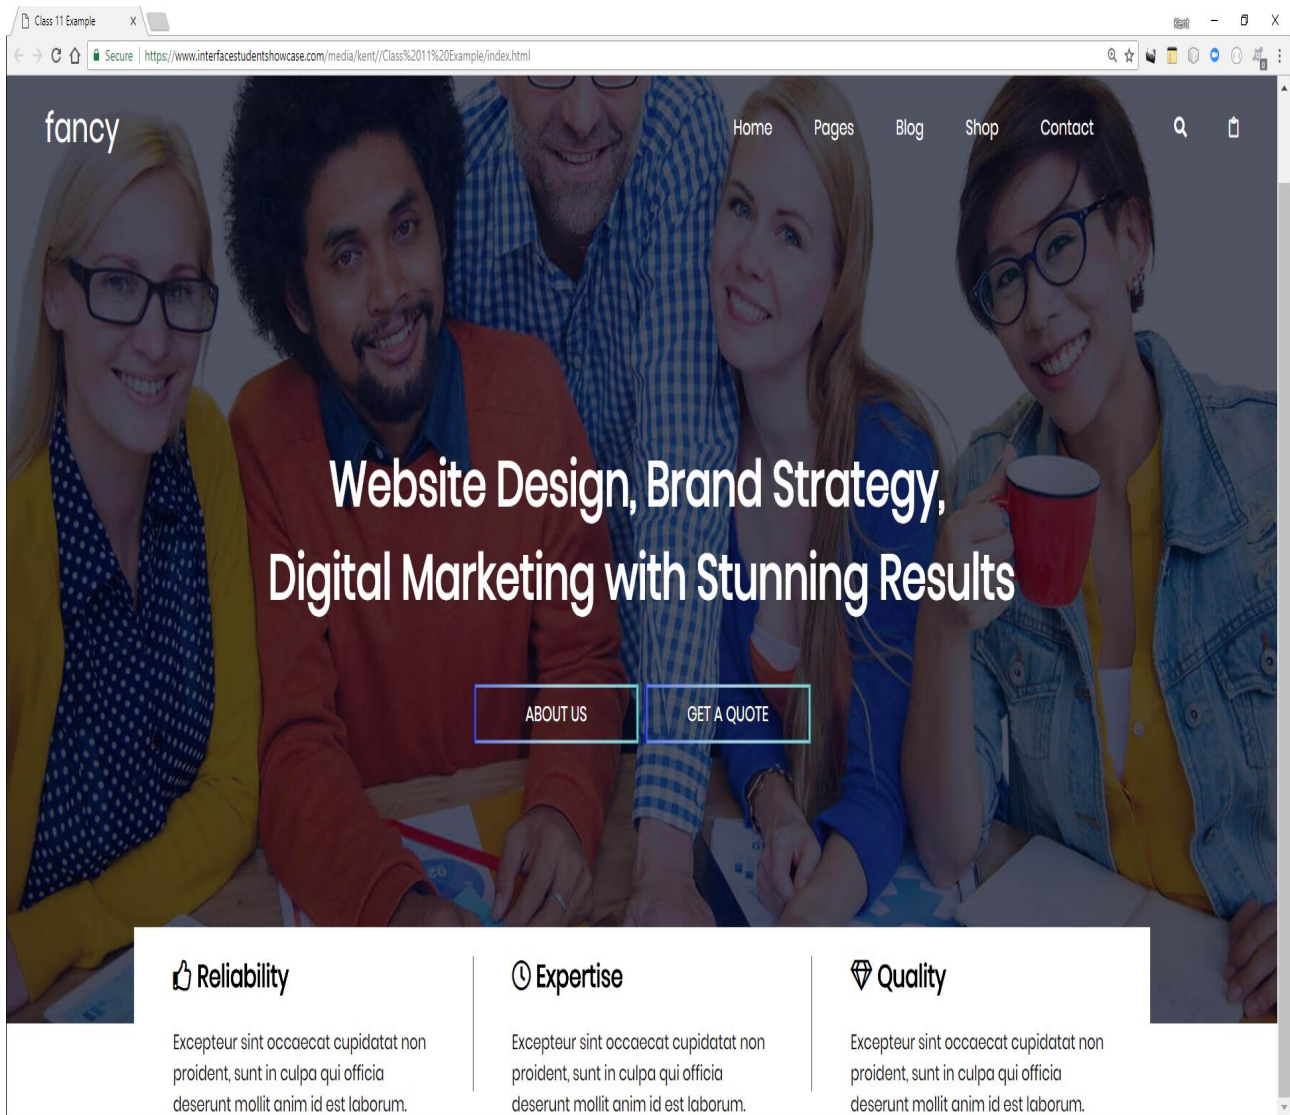 Class 11 Example
Kent
Secure
https://www.interfacestudentshowcase.com/media/kent//Class%2011%20Example/index.html
0
fancy
Home Pages Blog Shop Contact
Website Design, Brand Strategy,
Digital Marketing with Stunning Results
ABOUT US GET A QUOTE
02
Reliability
Excepteur sint occaecat cupidatat non
proident, sunt in culpa qui officia
deserunt mollit anim id est laborum.
Expertise
Excepteur sint occaecat cupidatat non
proident, sunt in culpa qui officia
deserunt mollit anim id est laborum.
Quality
Excepteur sint occaecat cupidatat non
proident, sunt in culpa qui officia
deserunt mollit anim id est laborum.